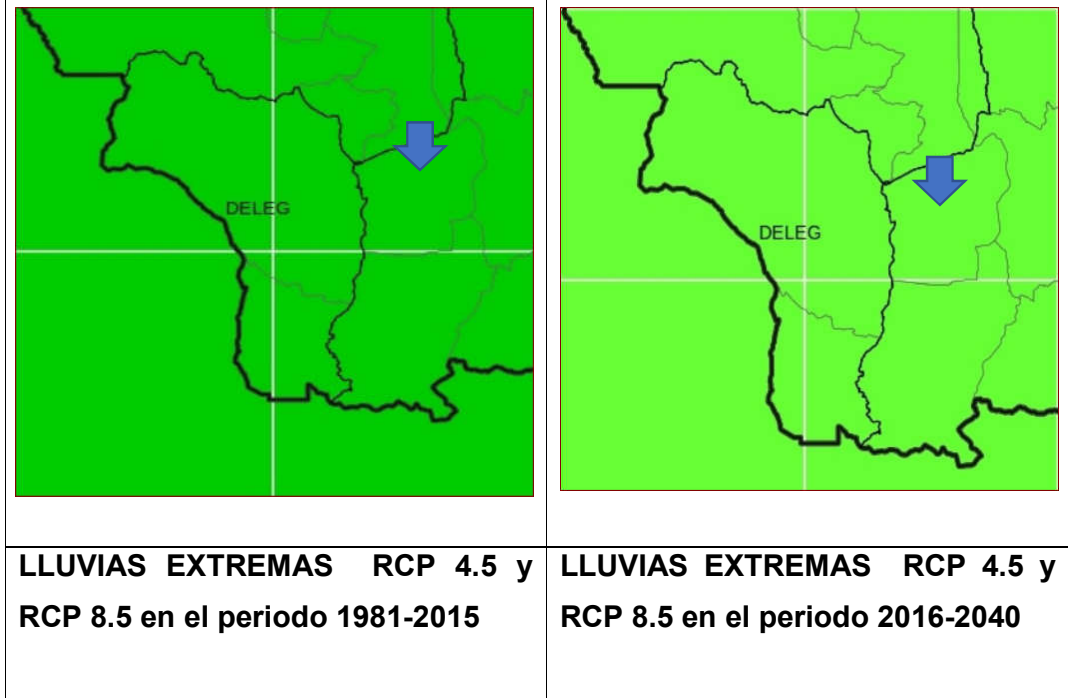 DELEG
DELEG
LLUVIAS EXTREMAS RCP 4.5 y
RCP 8.5 en el periodo 1981-2015
LLUVIAS EXTREMAS RCP 4.5 y
RCP 8.5 en el periodo 2016-2040